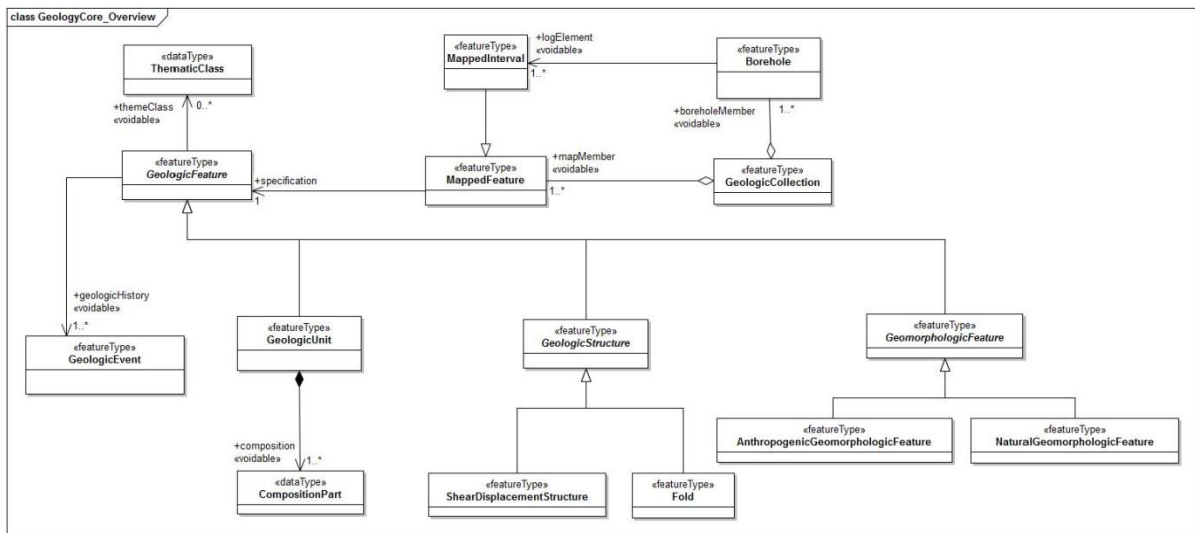 class GeologyCore_Overview
«dataType»
ThematicClass
+themeClass
«voidable»
0..*
«featureType»
MappedInterval
+logElement
«voidable»
1..*
«featureType»
Borehole
+boreholeMember
«voidable»
1..*
«featureType»
GeologicFeature
+specification
1
«featureType»
MappedFeature
+mapMember
«voidable»
1..*
«featureType»
GeologicCollection
+geologicHistory
«voidable»
1..*
«featureType»
GeologicEvent
«featureType»
GeologicUnit
«featureType»
GeologicStructure
«featureType»
GeomorphologicFeature
+composition
«voidable»
1..*
«dataType»
CompositionPart
«featureType»
ShearDisplacementStructure
«featureType»
Fold
«featureType»
AnthropogenicGeomorphologicFeature
«featureType»
NaturalGeomorphologicFeature